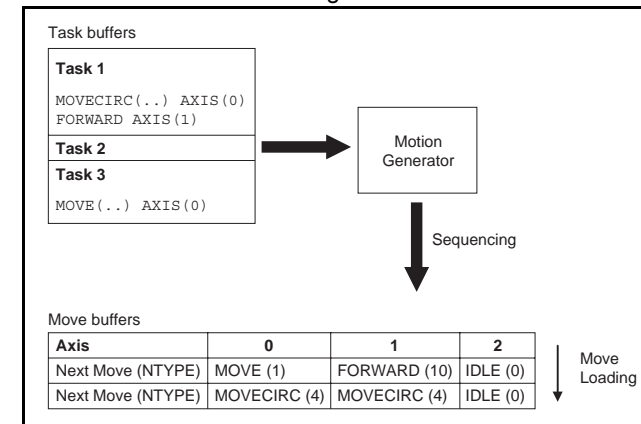 Task buffers
Task 1
MOVECIRC(..) AXIS(0)
FORWARD AXIS(1)
Task 2
Task 3
MOVE(..) AXIS(0)
Motion
Generator
Sequencing
Move buffers
Axis 0 1 2
Next Move (NTYPE) MOVE (1) FORWARD (10) IDLE (0)
Next Move (NTYPE) MOVECIRC (4) MOVECIRC (4) IDLE (0)
Move
Loading